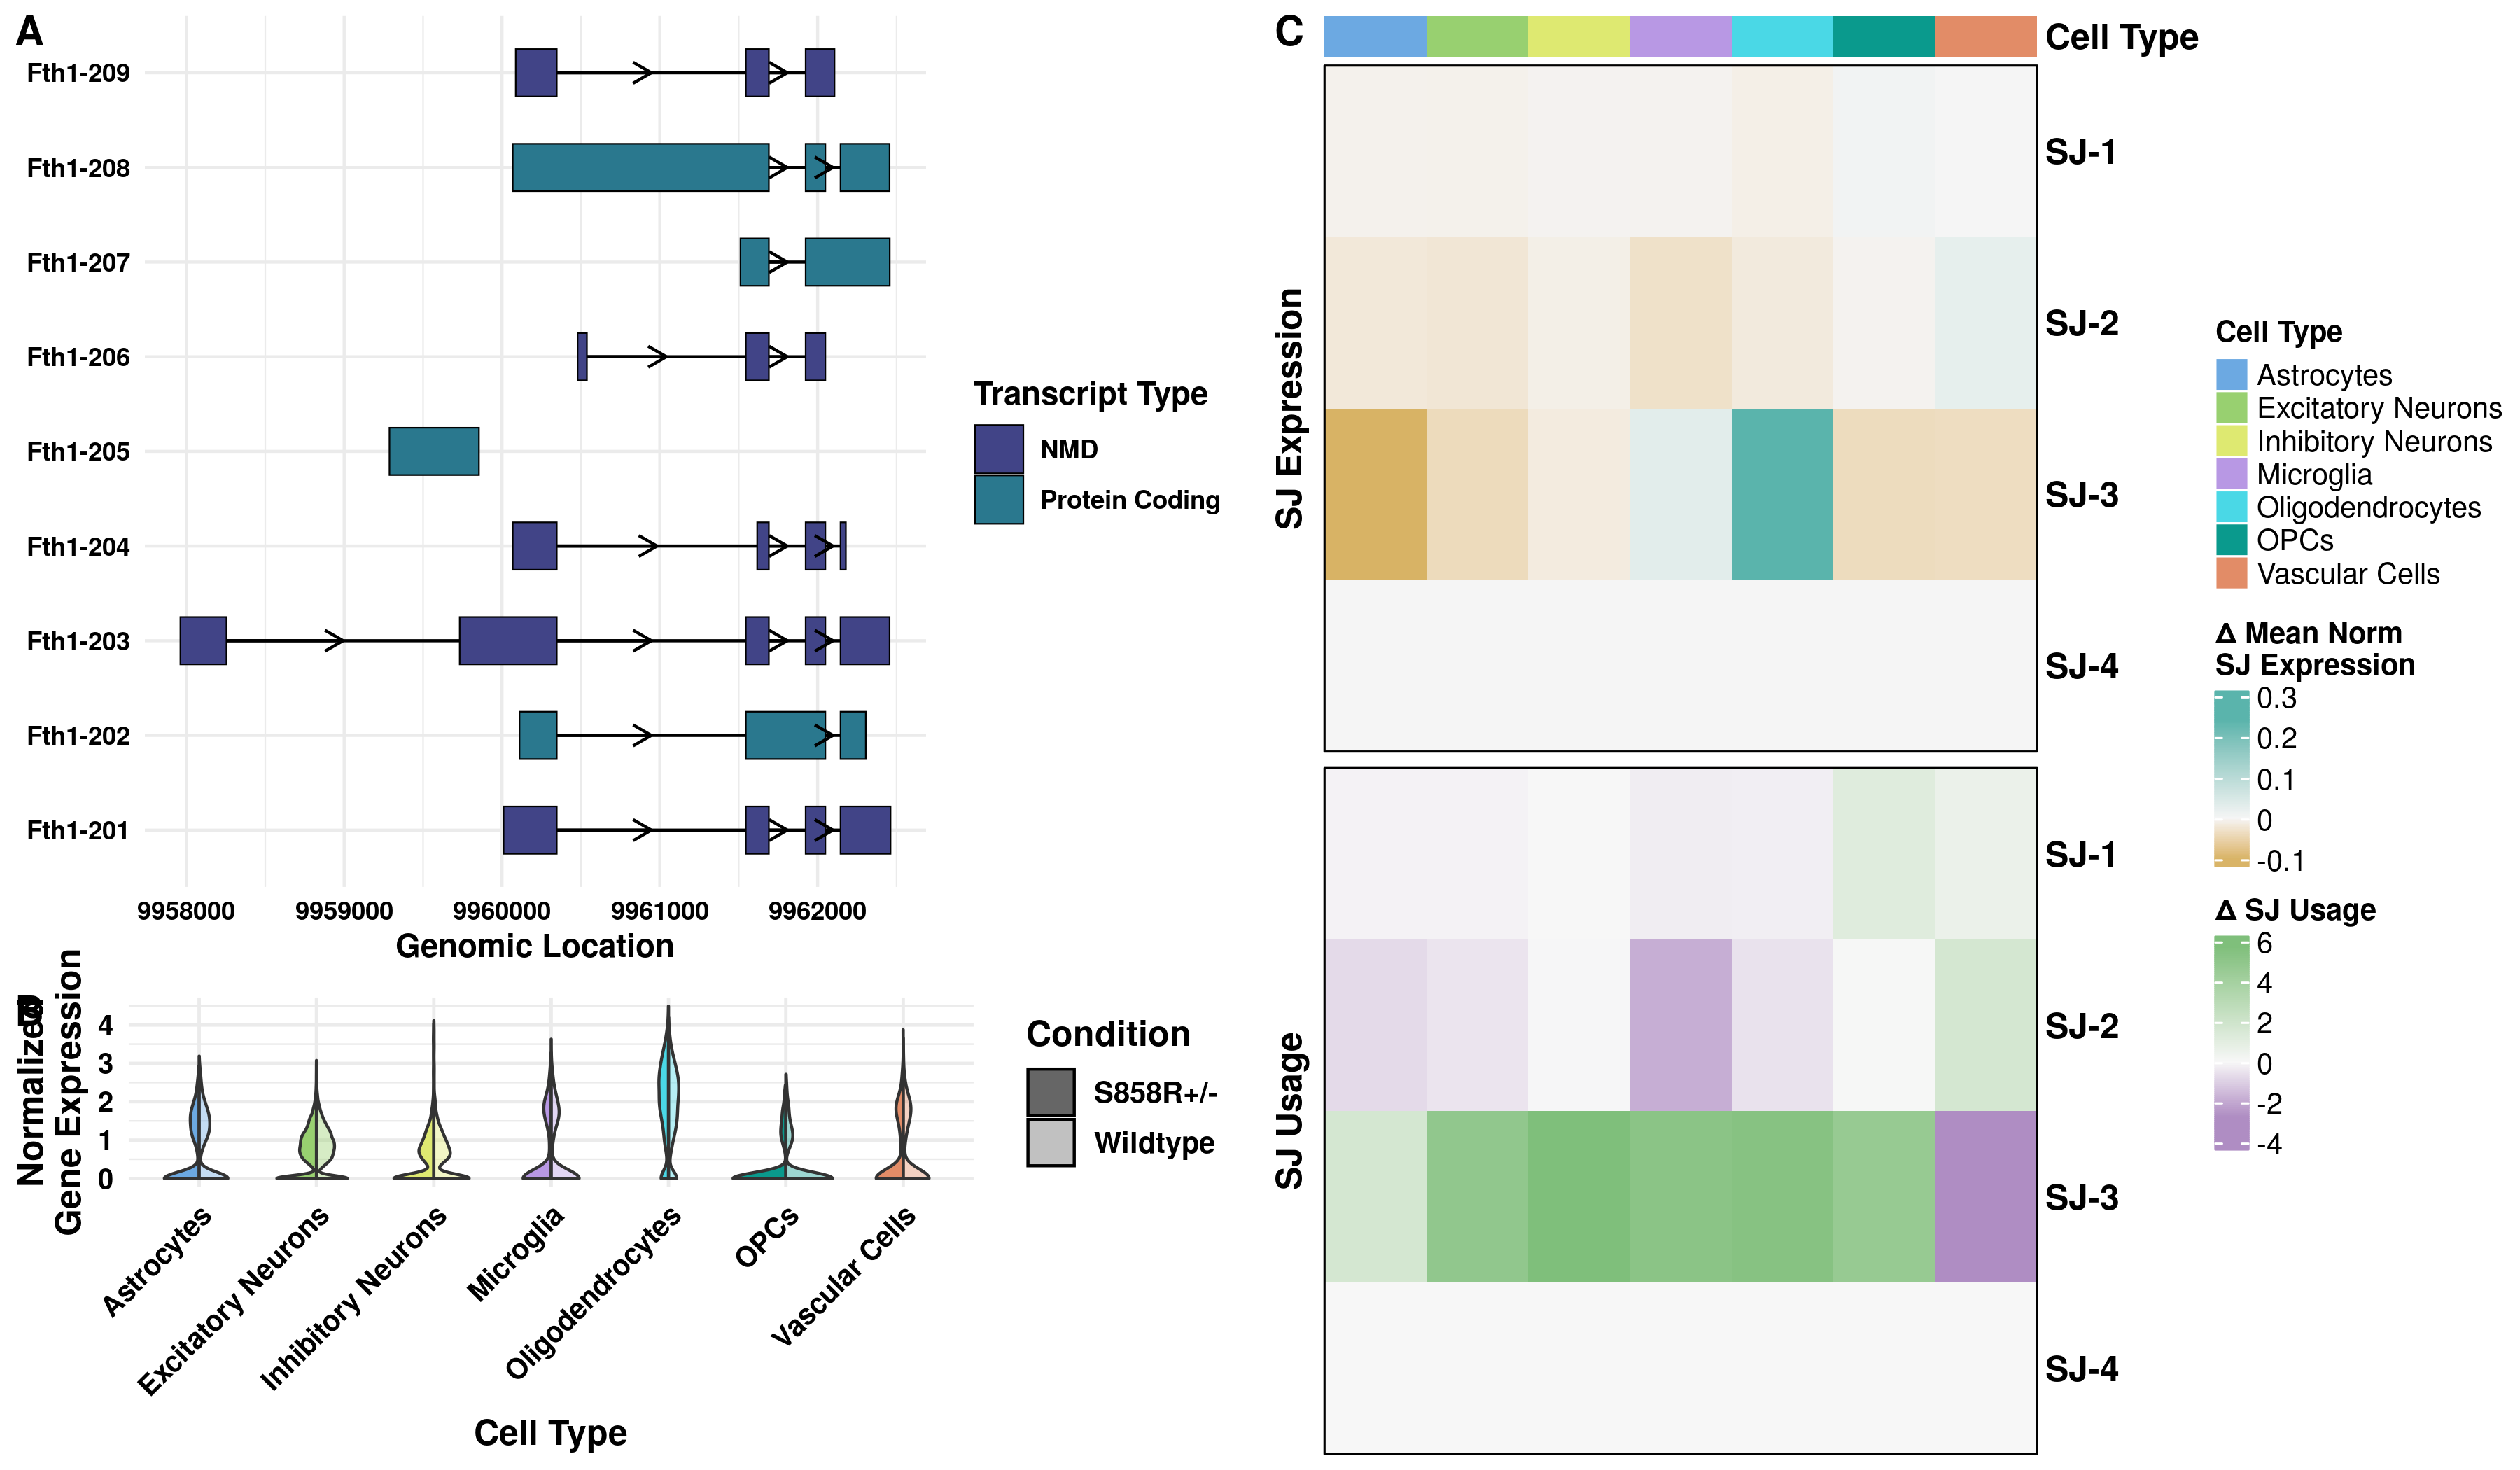 A
Fth1-209
Fth1-208
Fth1-207
Fth1-206
Fth1-205
Fth1-204
Fth1-203
Fth1-202
Fth1-201
9958000 9959000 9960000 9961000 9962000
Genomic Location
Transcript Type
NMD
Protein Coding
Normalized
Gene Expression
4
3
2
1
0
Astrocytes
Excitatory Neurons
Inhibitory Neurons
Microglia
Oligodendrocytes
OPCs
Vascular Cells
Cell Type
Condition
S858R+/-
Wildtype
C
Cell Type
SJ Expression
SJ-1
SJ-2
SJ-3
SJ-4
SJ Usage
SJ-1
SJ-2
SJ-3
SJ-4
Cell Type
Astrocytes
Excitatory Neurons
Inhibitory Neurons
Microglia
Oligodendrocytes
OPCs
Vascular Cells
Δ Mean Norm
SJ Expression
0.3
0.2
0.1
0
-0.1
Δ SJ Usage
6
4
2
0
-2
-4